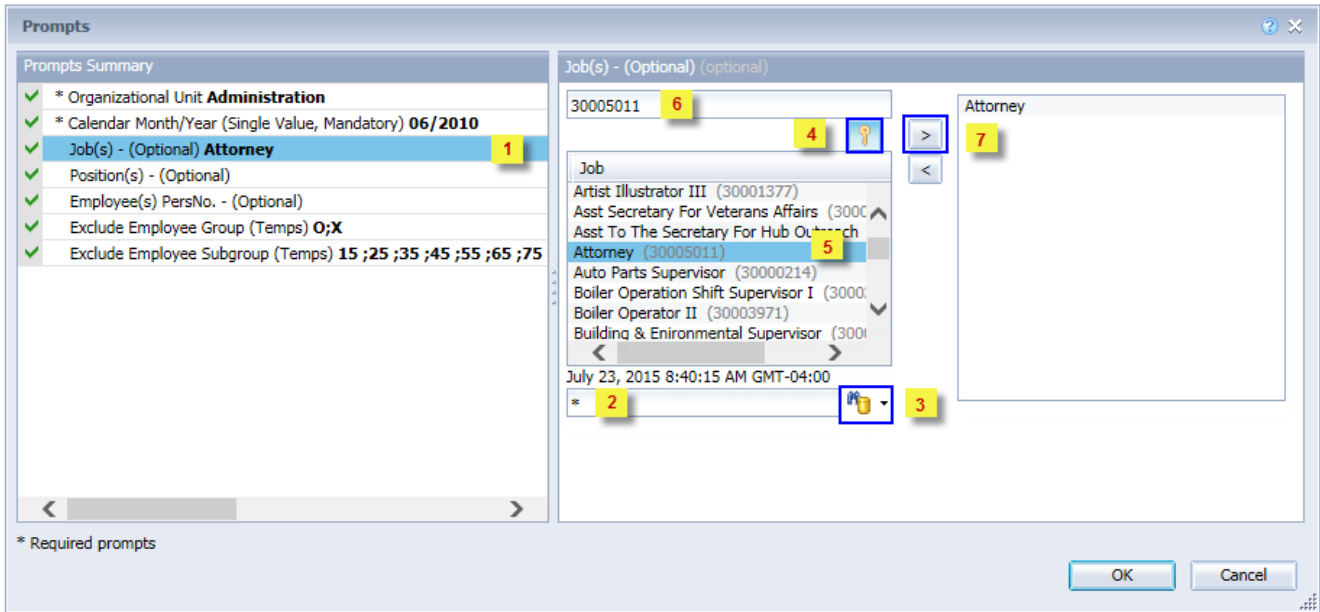 Prompts
Prompts Summary
* Organizational Unit Administration
* Calendar Month/Year (Single Value, Mandatory) 06/2010
Job(s) - (Optional) Attorney 1
Position(s) - (Optional)
Employee(s) PersNo. - (Optional)
Exclude Employee Group (Temps) O;X
Exclude Employee Subgroup (Temps) 15 ;25 ;35 ;45 ;55 ;65 ;75
* Required prompts
Job(s) - (Optional) (optional)
30005011 6
4
Job
Artist Illustrator III (30001377)
Asst Secretary For Veterans Affairs (3000
Asst To The Secretary For Hub Outreach
Attorney (30005011) 5
Auto Parts Supervisor (30000214)
Boiler Operation Shift Supervisor I (3000
Boiler Operator II (30003971)
Building & Enironmental Supervisor (300
July 23, 2015 8:40:15 AM GMT-04:00
* 2
3
> 7
<
Attorney
OK Cancel